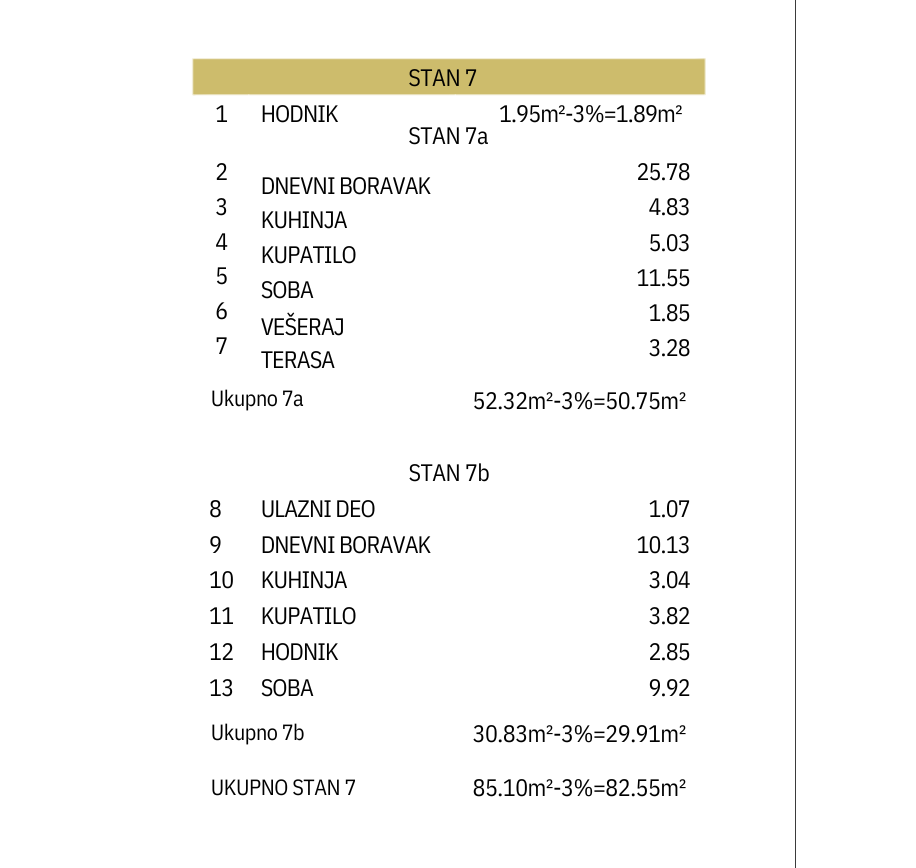 STAN 7
1 HODNIK 1.95m²-3%=1.89m²
STAN 7a
2 DNEVNI BORAVAK 25.78
3 KUHINJA 4.83
4 KUPATILO 5.03
5 SOBA 11.55
6 VEŠERAJ 1.85
7 TERASA 3.28
Ukupno 7a 52.32m²-3%=50.75m²
STAN 7b
8 ULAZNI DEO 1.07
9 DNEVNI BORAVAK 10.13
10 KUHINJA 3.04
11 KUPATILO 3.82
12 HODNIK 2.85
13 SOBA 9.92
Ukupno 7b 30.83m²-3%=29.91m²
UKUPNO STAN 7 85.10m²-3%=82.55m²